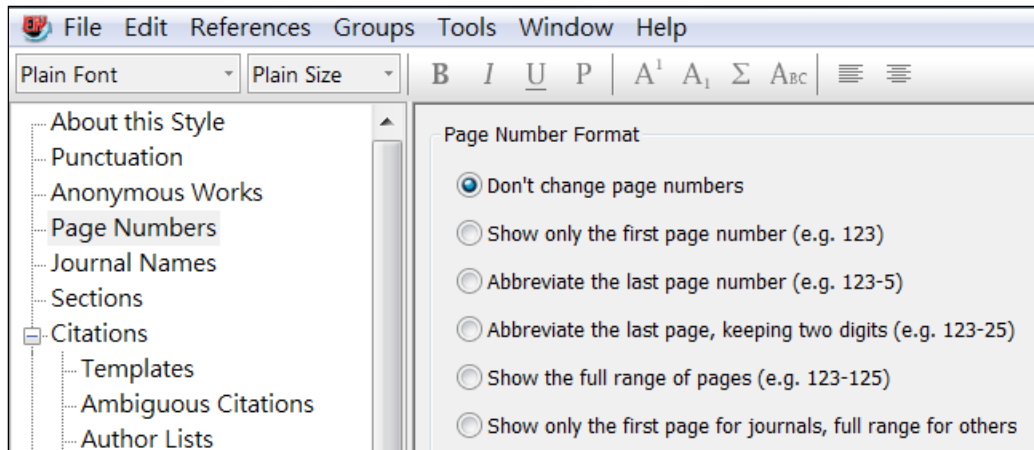 File Edit References Groups Tools Window Help
Plain Font Plain Size B I U P A¹ A₁ Σ ABC
About this Style
Punctuation
Anonymous Works
Page Numbers
Journal Names
Sections
Citations
Templates
Ambiguous Citations
Author Lists
Page Number Format
Don't change page numbers
Show only the first page number (e.g. 123)
Abbreviate the last page number (e.g. 123-5)
Abbreviate the last page, keeping two digits (e.g. 123-25)
Show the full range of pages (e.g. 123-125)
Show only the first page for journals, full range for others